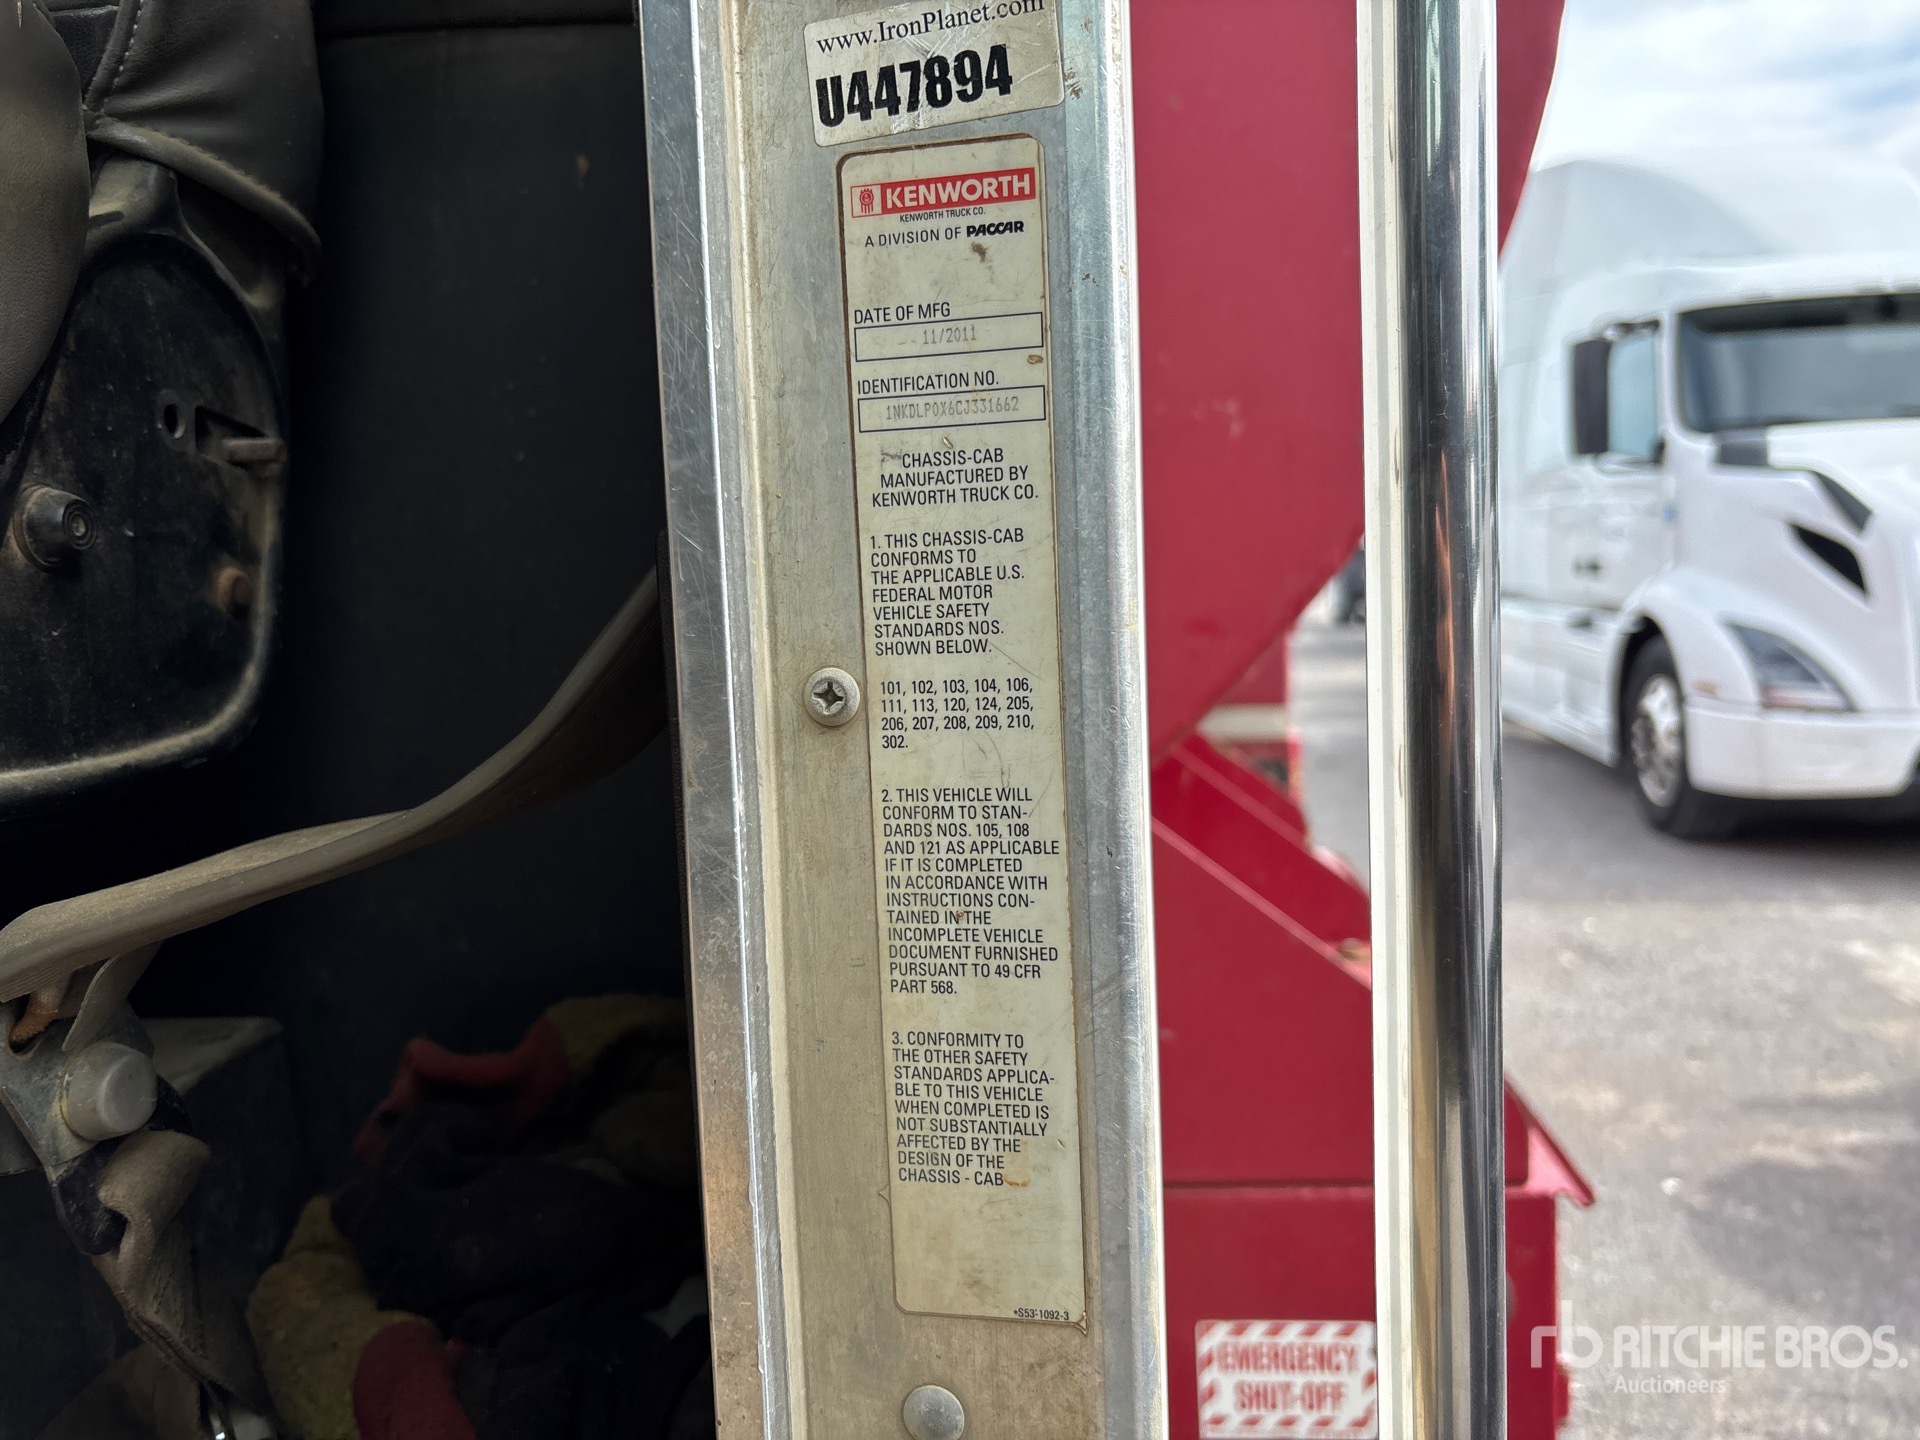 www.IronPlanet.com
U447894
KENWORTH
KENWORTH TRUCK CO.
A DIVISION OF PACCAR
DATE OF MFG
11/2011
IDENTIFICATION NO.
1NKDLP0X6CJ331662
CHASSIS-CAB
MANUFACTURED BY
KENWORTH TRUCK CO.
1. THIS CHASSIS-CAB
CONFORMS TO
THE APPLICABLE U.S.
FEDERAL MOTOR
VEHICLE SAFETY
STANDARDS NOS.
SHOWN BELOW.
101, 102, 103, 104, 106,
111, 113, 120, 124, 205,
206, 207, 208, 209, 210,
302.
2. THIS VEHICLE WILL
CONFORM TO STAN-
DARDS NOS. 105, 108
AND 121 AS APPLICABLE
IF IT IS COMPLETED
IN ACCORDANCE WITH
INSTRUCTIONS CON-
TAINED IN THE
INCOMPLETE VEHICLE
DOCUMENT FURNISHED
PURSUANT TO 49 CFR
PART 568.
3. CONFORMITY TO
THE OTHER SAFETY
STANDARDS APPLICA-
BLE TO THIS VEHICLE
WHEN COMPLETED IS
NOT SUBSTANTIALLY
AFFECTED BY THE
DESIGN OF THE
CHASSIS - CAB
*S53-1092-3
EMERGENCY
SHUT-OFF
rb RITCHIE BROS.
Auctioneers